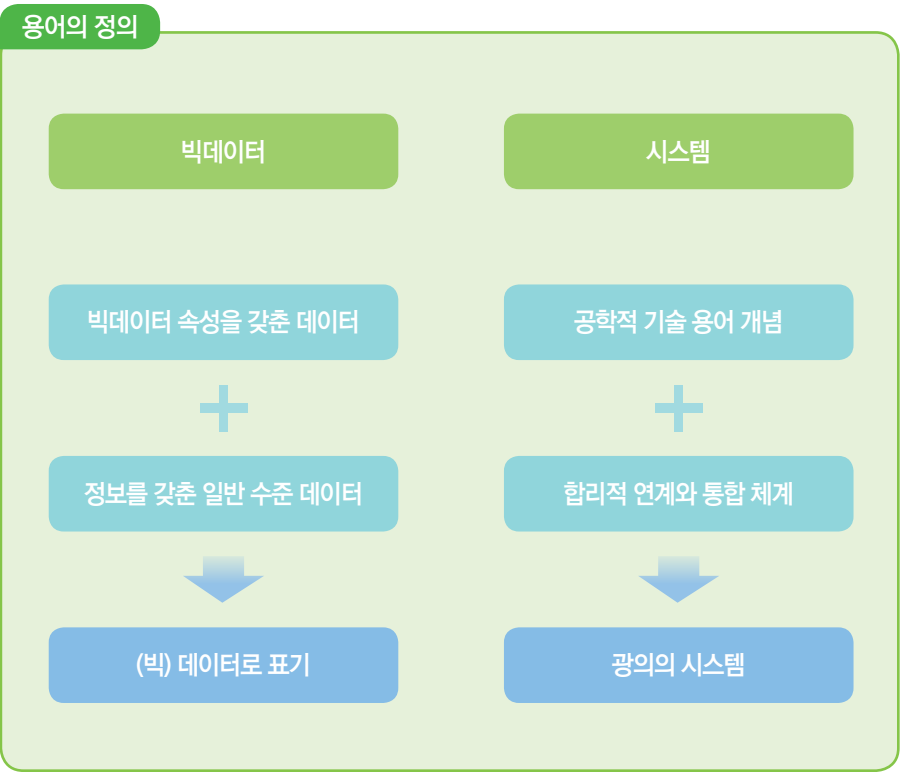 용어의 정의
빅데이터
시스템
빅데이터 속성을 갖춘 데이터
공학적 기술 용어 개념
정보를 갖춘 일반 수준 데이터
합리적 연계와 통합 체계
(빅) 데이터로 표기
광의의 시스템